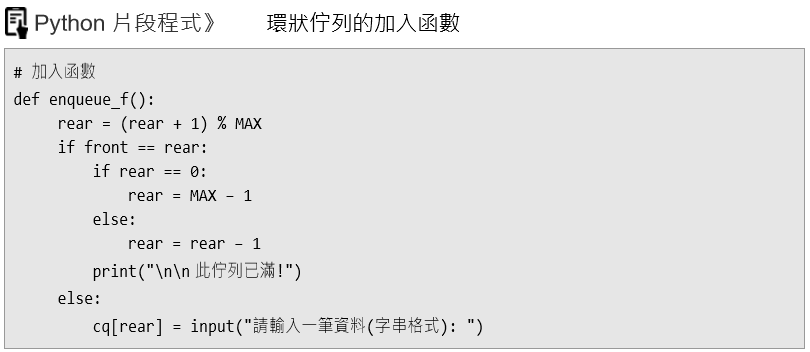 Python 片段程式》 環狀佇列的加入函數
# 加入函數
def enqueue_f():
     rear = (rear + 1) % MAX
     if front == rear:
         if rear == 0:
             rear = MAX – 1
         else:
             rear = rear – 1
         print("\n\n 此佇列已滿!")
     else:
         cq[rear] = input("請輸入一筆資料(字串格式): ")